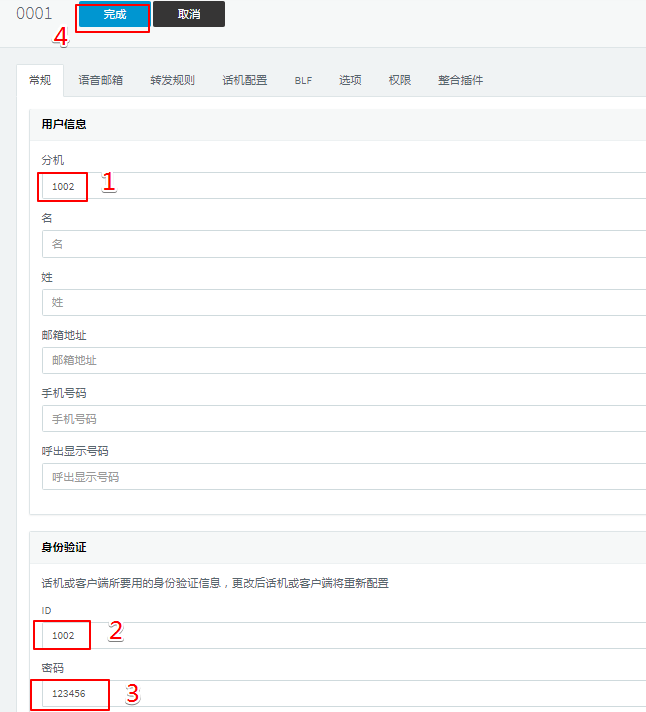 0001 完成 取消
4
常规 语音邮箱 转发规则 话机配置 BLF 选项 权限 整合插件
用户信息
分机
1002 1
名
名
姓
姓
邮箱地址
邮箱地址
手机号码
手机号码
呼出显示号码
呼出显示号码
身份验证
话机或客户端所要用的身份验证信息，更改后话机或客户端将重新配置
ID
1002 2
密码
123456 3